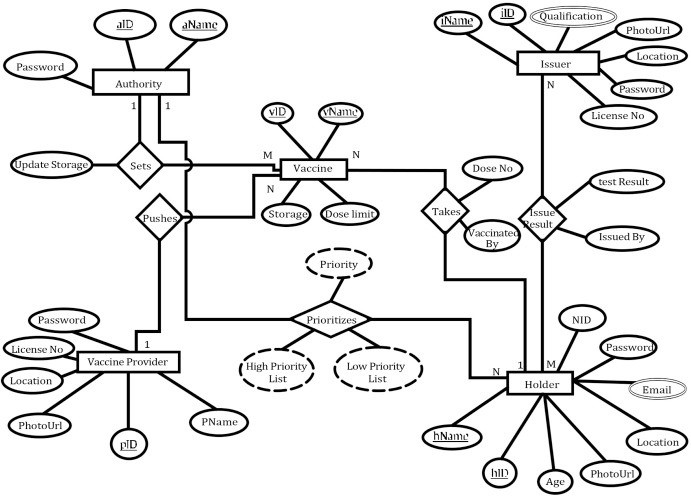 aID
aName
iName
iID
Qualification
PhotoUrl
Location
Password
License No
Issuer
N
Password
Authority
1
1
vID
vName
M
N
Vaccine
N
Update Storage
Sets
Storage
Dose limit
Pushes
Dose No
Takes
Vaccinated
By
test Result
Issue
Result
Issued By
Priority
Prioritizes
High Priority
List
Low Priority
List
Password
License No
1
Vaccine Provider
Location
PhotoUrl
pID
PName
NID
Password
1
M
N
Holder
Email
hName
Location
hID
Age
PhotoUrl